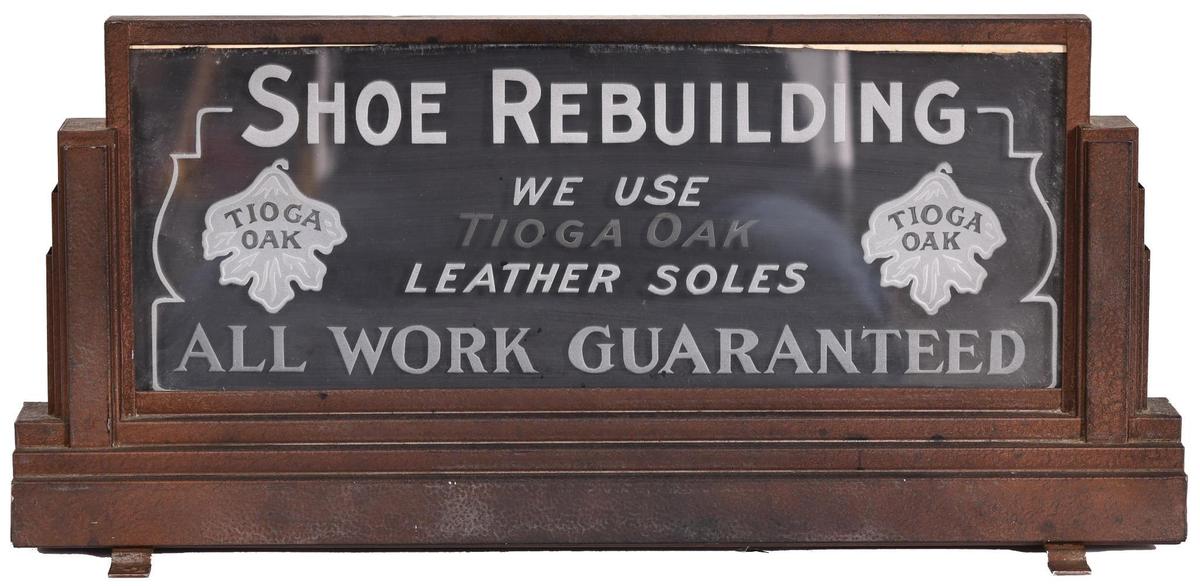 SHOE REBUILDING
WE USE
TIOGA OAK
LEATHER SOLES
TIOGA
OAK
TIOGA
OAK
ALL WORK GUARANTEED